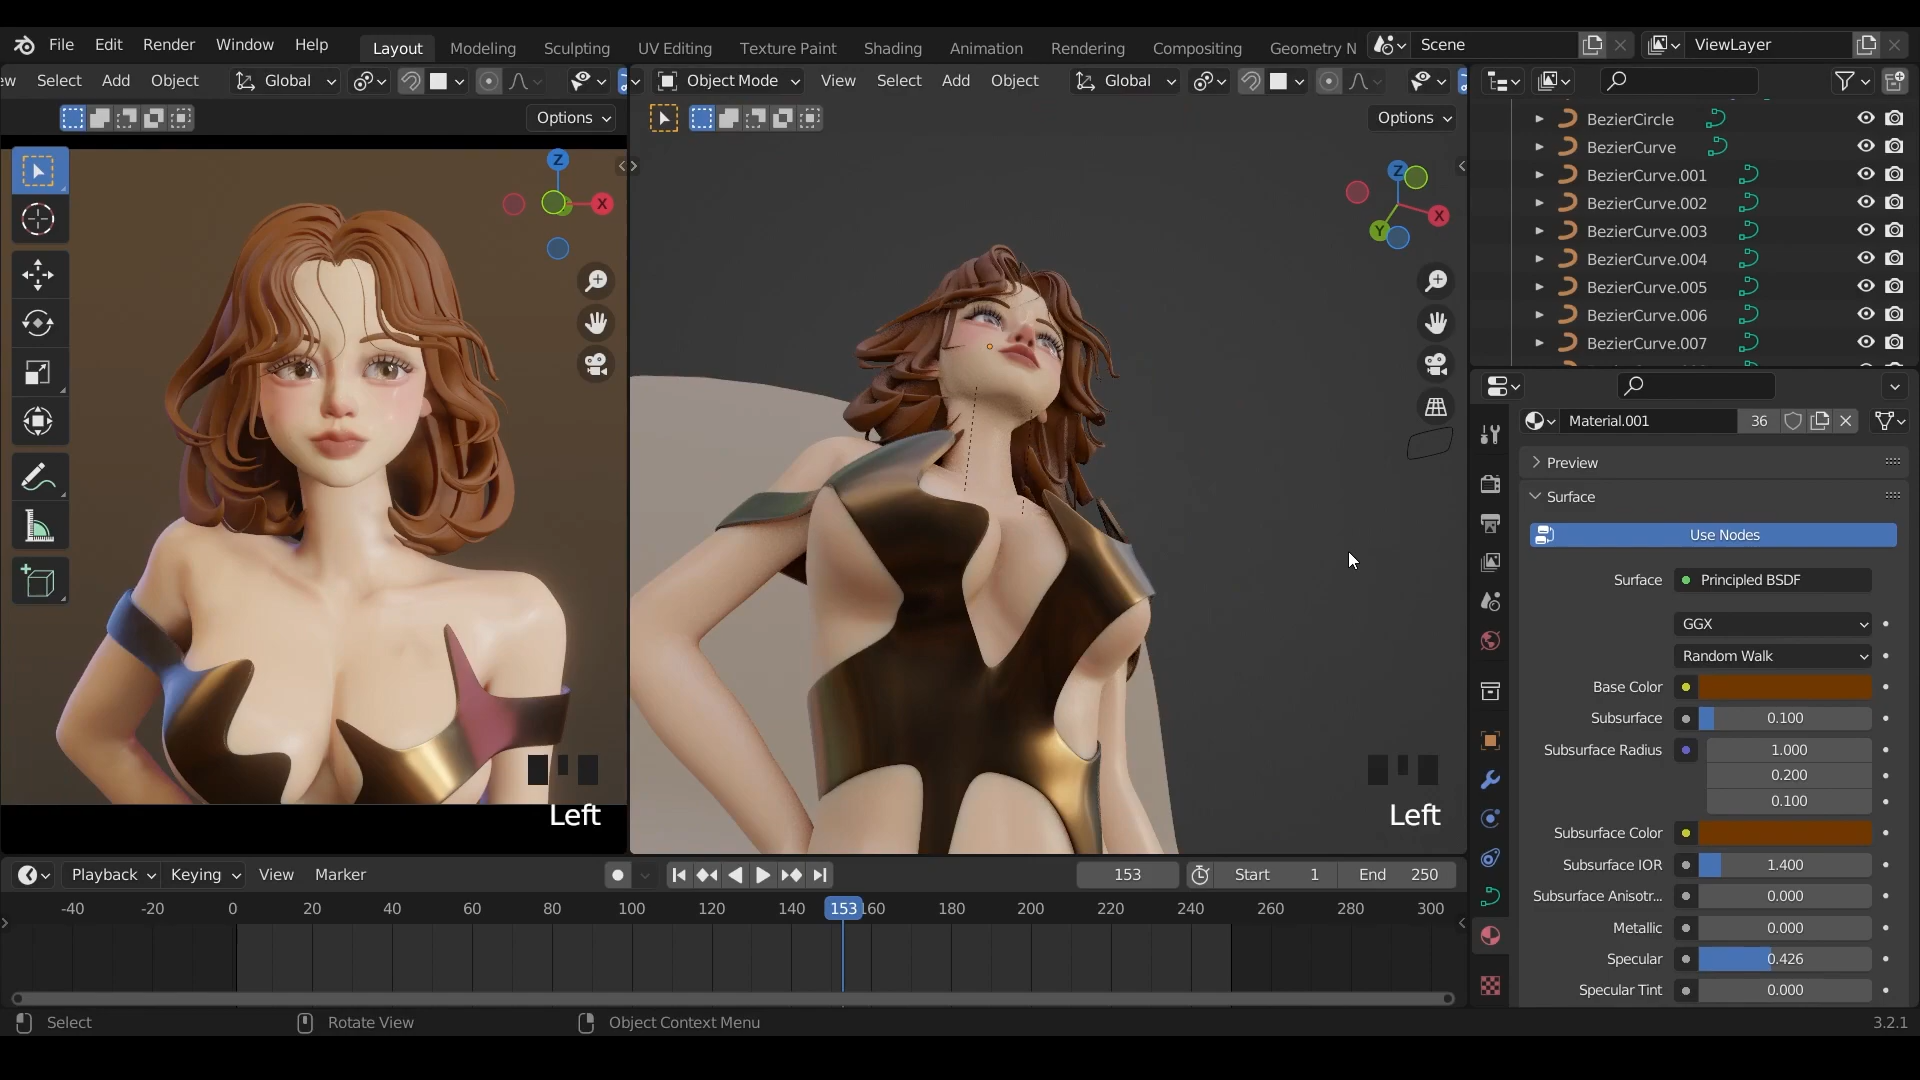 File Edit Render Window Help Layout Modeling Sculpting UV Editing Texture Paint Shading Animation Rendering Compositing Geometry N Scene ViewLayer
ew Select Add Object Global Object Mode View Select Add Object Global
Options Options
Z X
Z X Y
BezierCircle
BezierCurve
BezierCurve.001
BezierCurve.002
BezierCurve.003
BezierCurve.004
BezierCurve.005
BezierCurve.006
BezierCurve.007
Material.001 36
Preview
Surface
Use Nodes
Surface Principled BSDF
GGX
Random Walk
Base Color
Subsurface 0.100
Subsurface Radius 1.000
0.200
0.100
Subsurface Color
Subsurface IOR 1.400
Subsurface Anisotr... 0.000
Metallic 0.000
Specular 0.426
Specular Tint 0.000
Left Left
Playback Keying View Marker 153 Start 1 End 250
-40 -20 0 20 40 60 80 100 120 140 153 160 180 200 220 240 260 280 300
Select Rotate View Object Context Menu 3.2.1